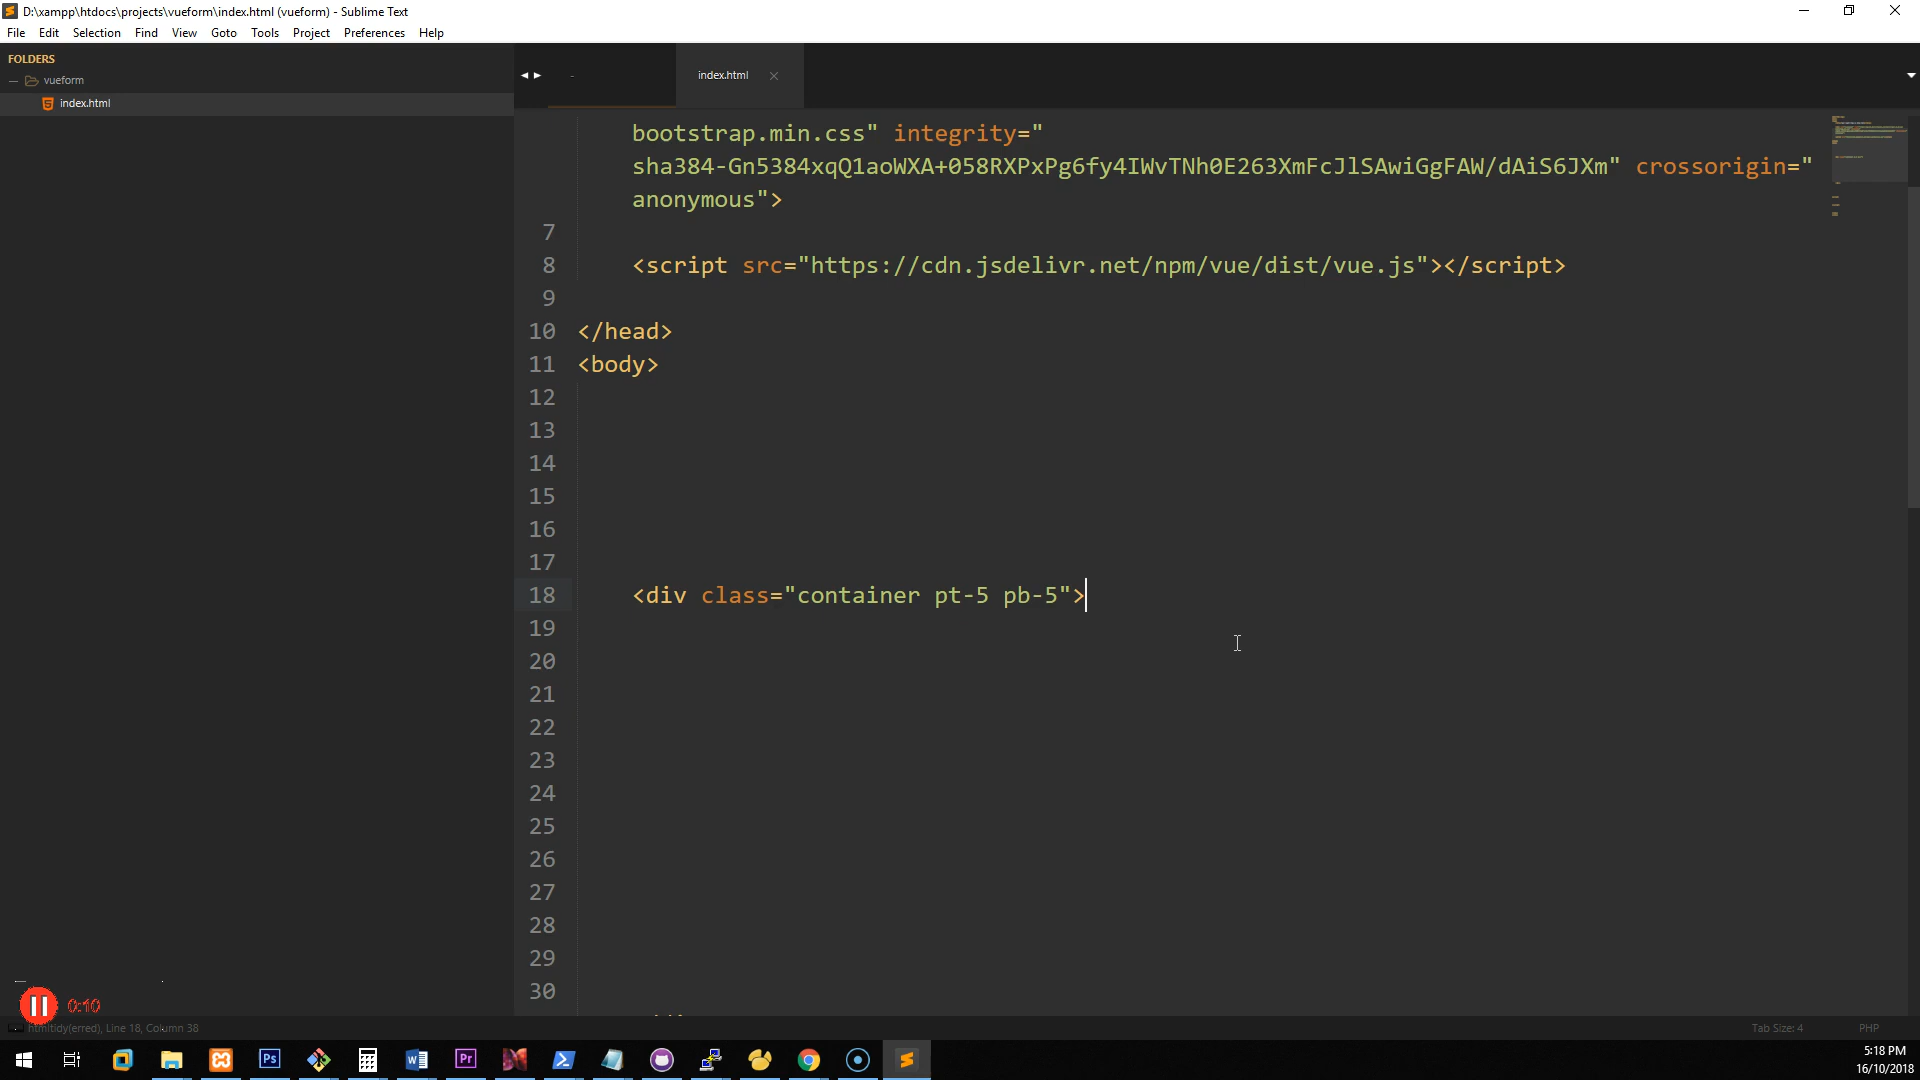 D:\xampp\htdocs\projects\vueform\index.html (vueform) - Sublime Text
File Edit Selection Find View Goto Tools Project Preferences Help
FOLDERS
vueform
index.html
index.html
bootstrap.min.css" integrity="
sha384-Gn5384xqQ1aoWXA+058RXPxPg6fy4IWvTNh0E263XmFcJlSAwiGgFAW/dAiS6JXm" crossorigin="
anonymous">
7
8 <script src="https://cdn.jsdelivr.net/npm/vue/dist/vue.js"></script>
9
10 </head>
11 <body>
12
13
14
15
16
17
18 <div class="container pt-5 pb-5">
19
20
21
22
23
24
25
26
27
28
29
30
0:10
htmltidy(erred), Line 18, Column 38
Tab Size: 4
PHP
Ps
Pr
5:18 PM
16/10/2018